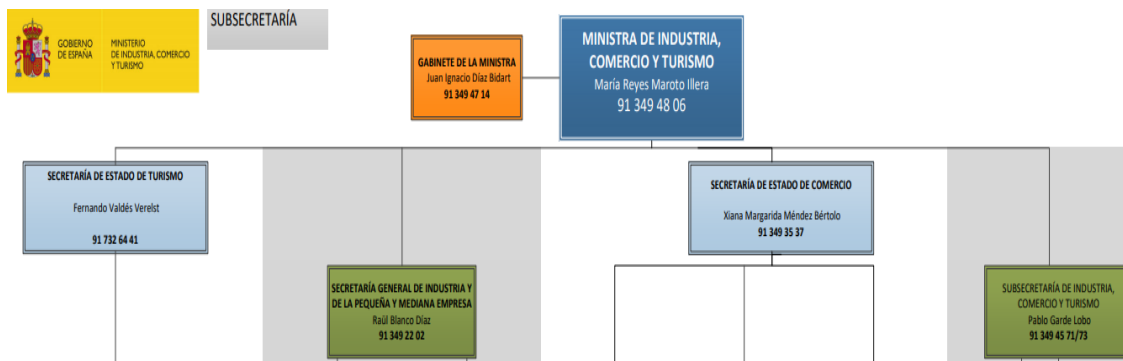 GOBIERNO
DE ESPAÑA
MINISTERIO
DE INDUSTRIA, COMERCIO
Y TURISMO
SUBSECRETARÍA
GABINETE DE LA MINISTRA
Juan Ignacio Díaz Bidart
91 349 47 14
MINISTRA DE INDUSTRIA,
COMERCIO Y TURISMO
María Reyes Maroto Illera
91 349 48 06
SECRETARÍA DE ESTADO DE TURISMO
Fernando Valdés Verelst
91 732 64 41
SECRETARÍA DE ESTADO DE COMERCIO
Xiana Margarida Méndez Bértolo
91 349 35 37
SECRETARÍA GENERAL DE INDUSTRIA Y
DE LA PEQUEÑA Y MEDIANA EMPRESA
Raül Blanco Díaz
91 349 22 02
SUBSECRETARÍA DE INDUSTRIA,
COMERCIO Y TURISMO
Pablo Garde Lobo
91 349 45 71/73